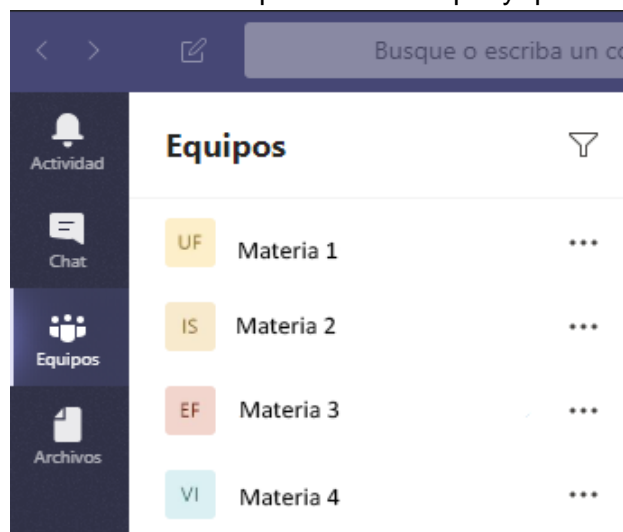 Busque o escriba un co
Actividad
Equipos
Chat
UF Materia 1
Equipos
IS Materia 2
Archivos
EF Materia 3
VI Materia 4